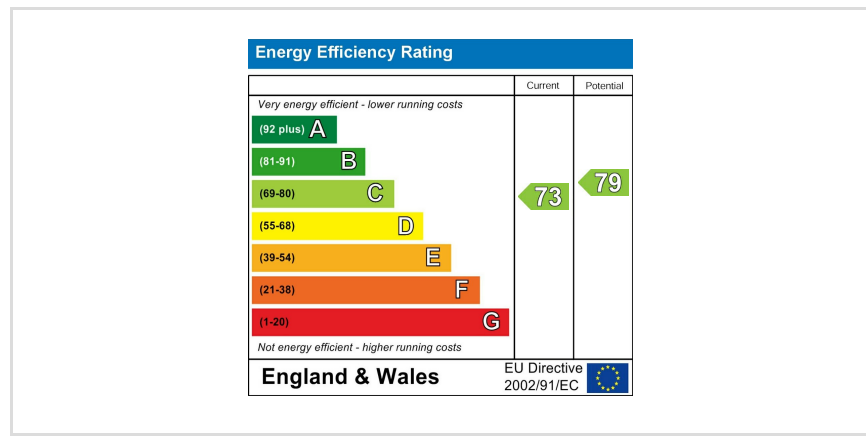 Energy Efficiency Rating
Current Potential
Very energy efficient - lower running costs
(92 plus) A
(81-91) B
(69-80) C
73 79
(55-68) D
(39-54) E
(21-38) F
(1-20) G
Not energy efficient - higher running costs
England & Wales
EU Directive
2002/91/EC